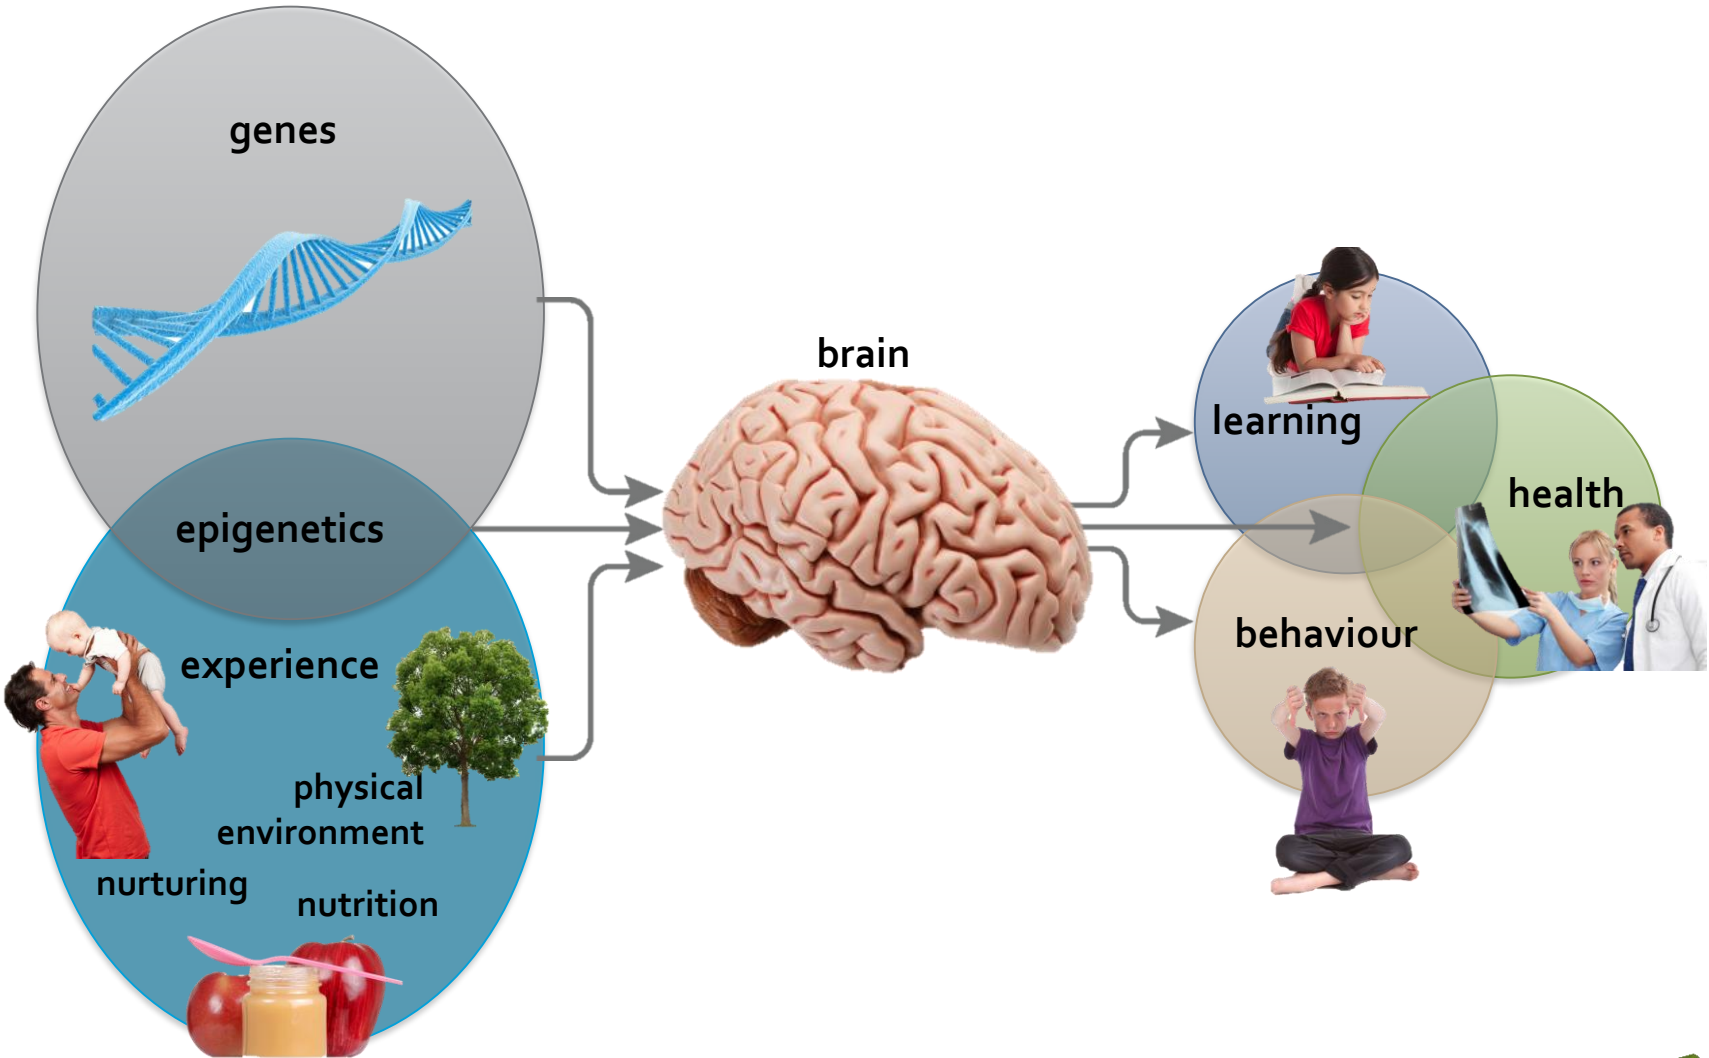 genes
epigenetics
experience
physical
environment
nurturing
nutrition
brain
learning
health
behaviour